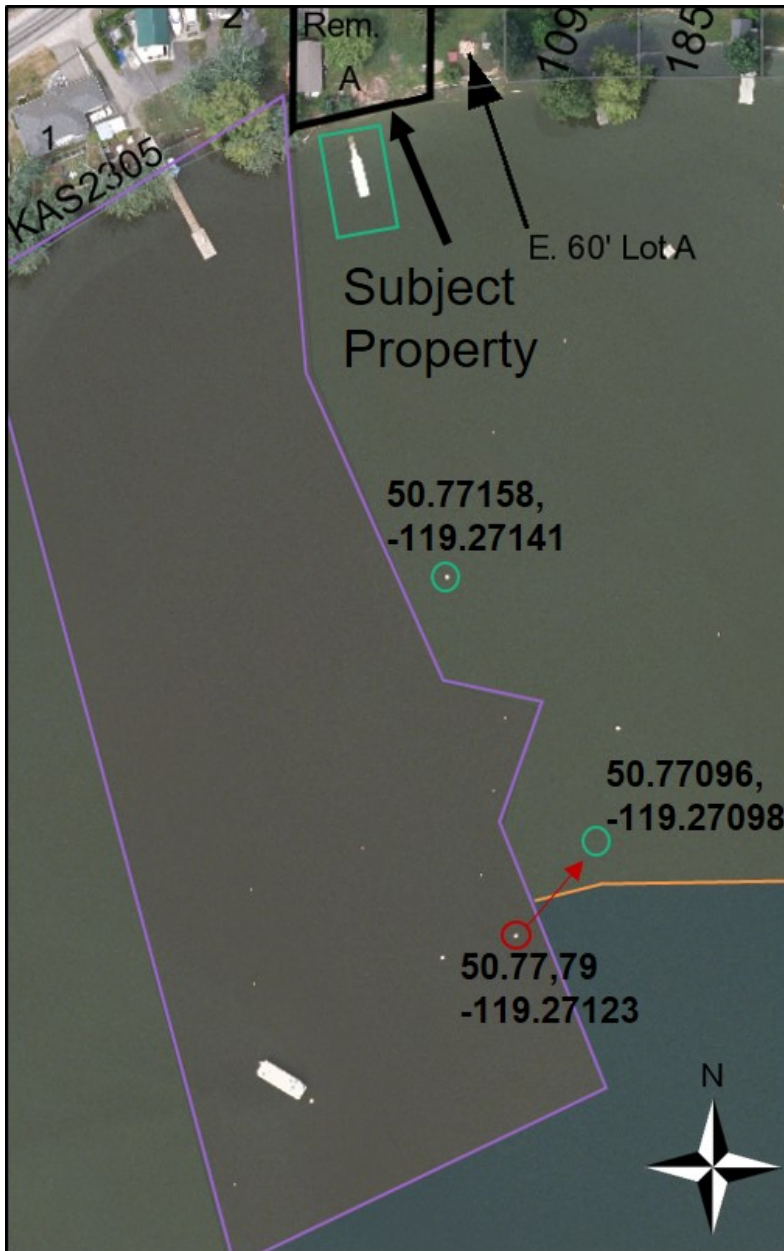 2
Rem.
A
109
185
1
KAS2305
E. 60' Lot A
Subject
Property
50.77158,
-119.27141
50.77096,
-119.27098
50.77,79
-119.27123
N